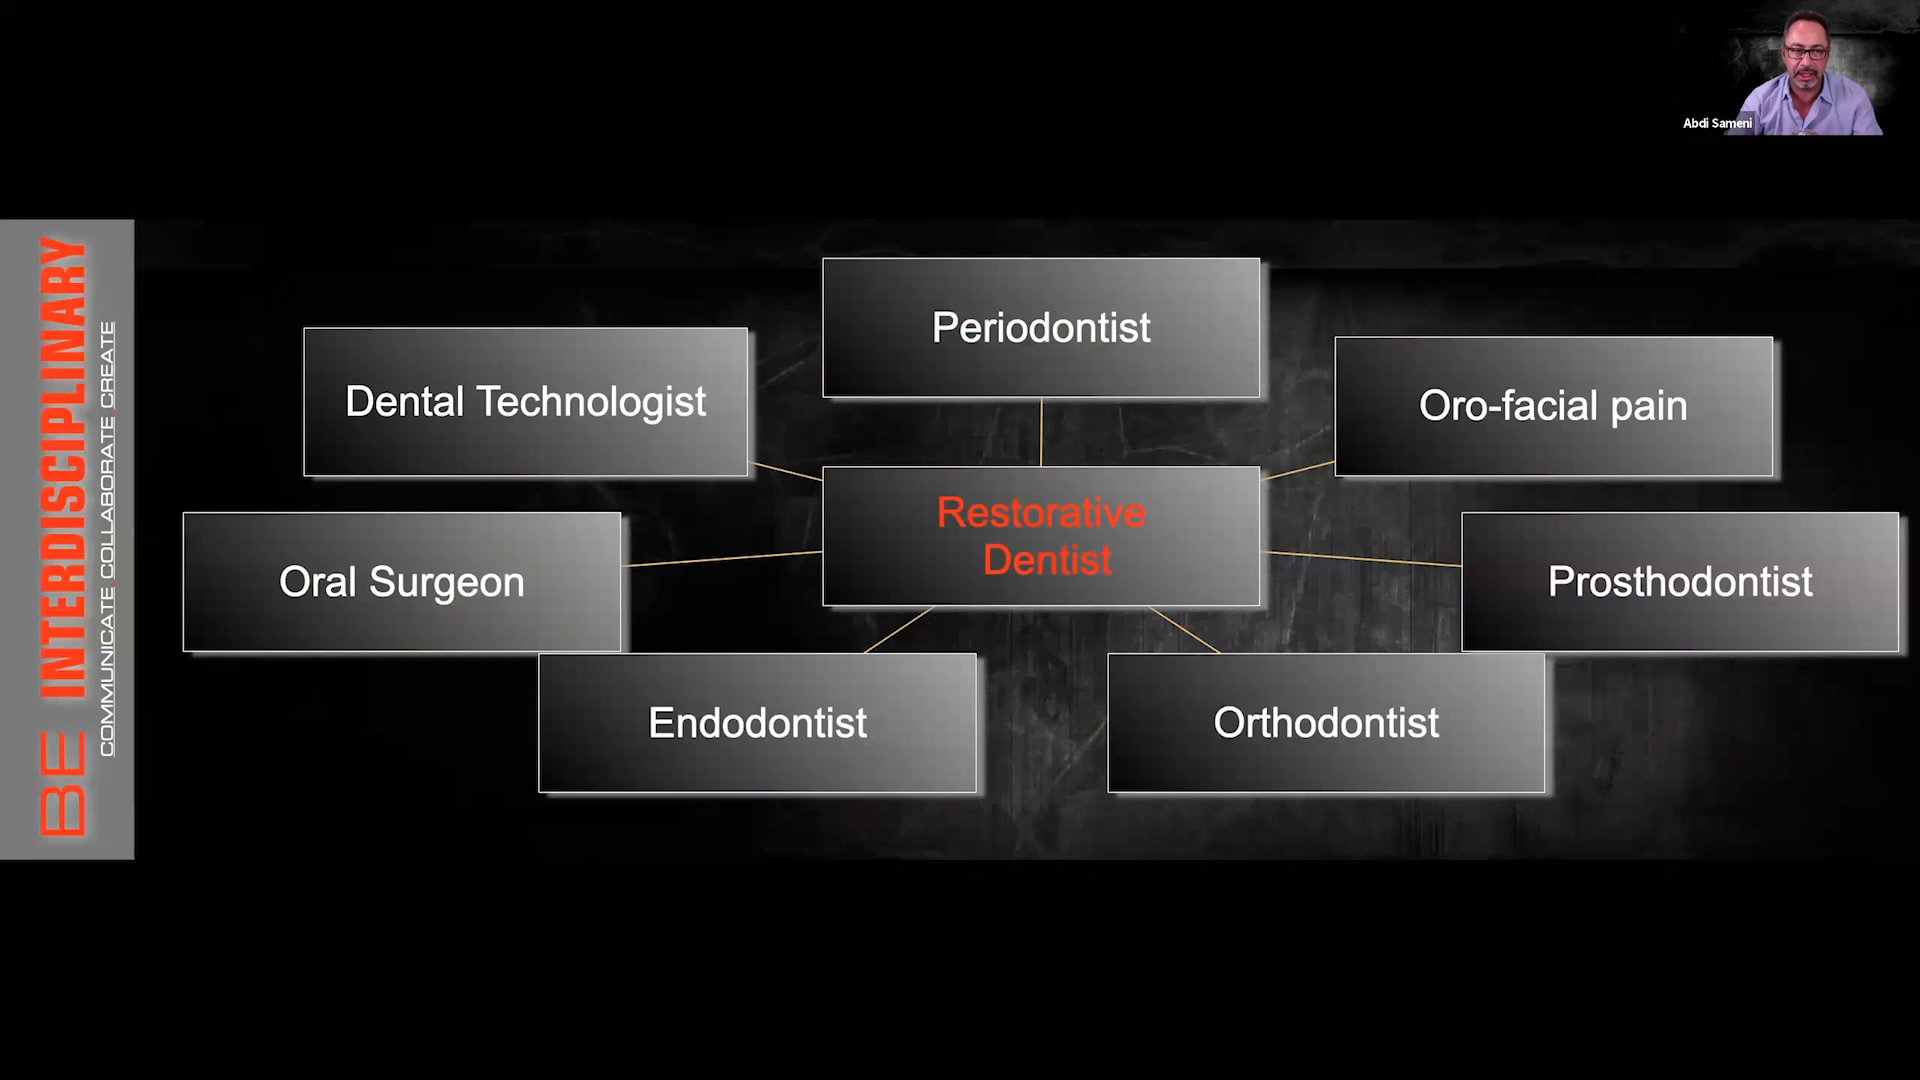 Abdi Sameni
BE INTERDISCIPLINARY
COMMUNICATE COLLABORATE CREATE
Periodontist
Dental Technologist
Oro-facial pain
Restorative
Dentist
Oral Surgeon
Prosthodontist
Endodontist
Orthodontist